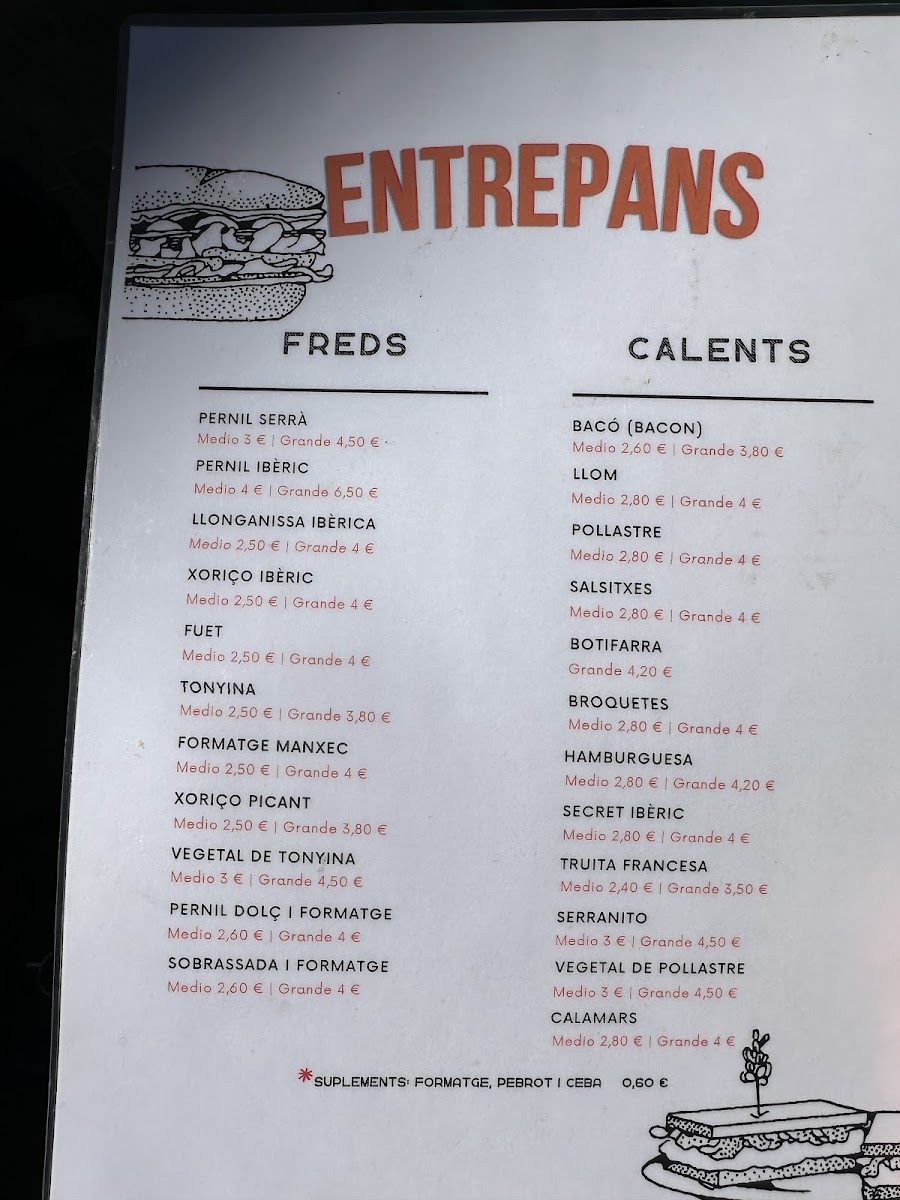 ENTREPANS
FREDS
PERNIL SERRÀ
Medio 3 € | Grande 4,50 €
PERNIL IBÈRIC
Medio 4 € | Grande 6,50 €
LLONGANISSA IBÈRICA
Medio 2,50 € | Grande 4 €
XORIÇO IBÈRIC
Medio 2,50 € | Grande 4 €
FUET
Medio 2,50 € | Grande 4 €
TONYINA
Medio 2,50 € | Grande 3,80 €
FORMATGE MANXEC
Medio 2,50 € | Grande 4 €
XORIÇO PICANT
Medio 2,50 € | Grande 3,80 €
VEGETAL DE TONYINA
Medio 3 € | Grande 4,50 €
PERNIL DOLÇ I FORMATGE
Medio 2,60 € | Grande 4 €
SOBRASSADA I FORMATGE
Medio 2,60 € | Grande 4 €
CALENTS
BACÓ (BACON)
Medio 2,60 € | Grande 3,80 €
LLOM
Medio 2,80 € | Grande 4 €
POLLASTRE
Medio 2,80 € | Grande 4 €
SALSITXES
Medio 2,80 € | Grande 4 €
BOTIFARRA
Grande 4,20 €
BROQUETES
Medio 2,80 € | Grande 4 €
HAMBURGUESA
Medio 2,80 € | Grande 4,20 €
SECRET IBÈRIC
Medio 2,80 € | Grande 4 €
TRUITA FRANCESA
Medio 2,40 € | Grande 3,50 €
SERRANITO
Medio 3 € | Grande 4,50 €
VEGETAL DE POLLASTRE
Medio 3 € | Grande 4,50 €
CALAMARS
Medio 2,80 € | Grande 4 €
*SUPLEMENTS: FORMATGE, PEBROT I CEBA 0,60 €